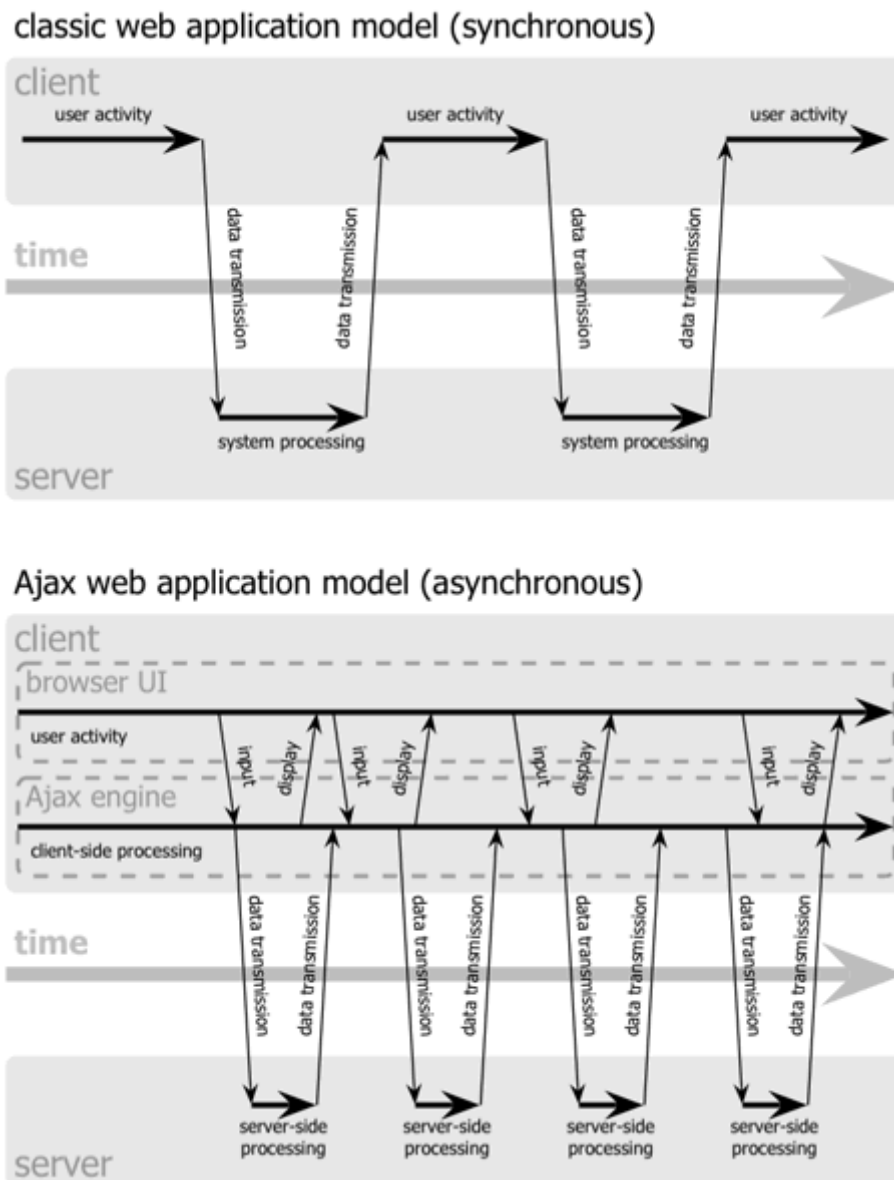 classic web application model (synchronous)
client
user activity
user activity
user activity
data transmission
data transmission
data transmission
data transmission
time
system processing
system processing
server
Ajax web application model (asynchronous)
client
browser UI
user activity
input
display
input
display
input
display
input
display
Ajax engine
client-side processing
data transmission
data transmission
data transmission
data transmission
data transmission
data transmission
data transmission
data transmission
time
server-side
processing
server-side
processing
server-side
processing
server-side
processing
server